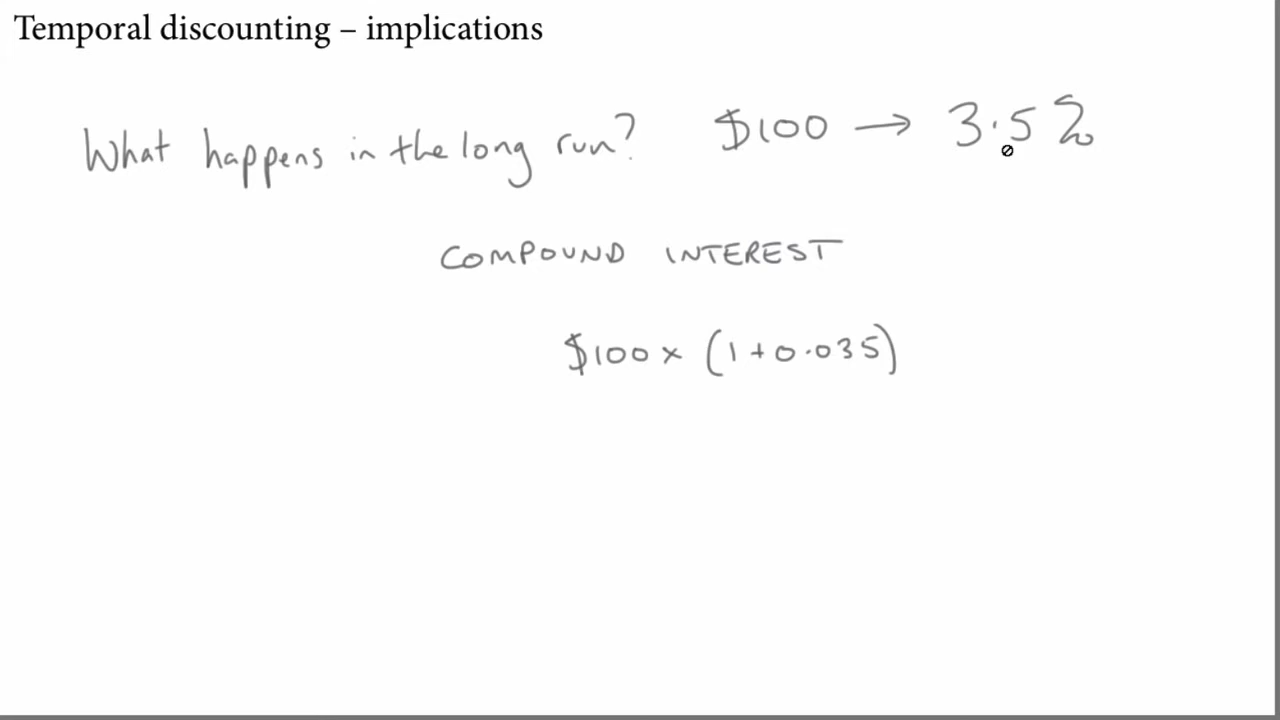 Temporal discounting – implications
What happens in the long run? $100 → 3.5%
COMPOUND INTEREST
$100 × (1+0.035)